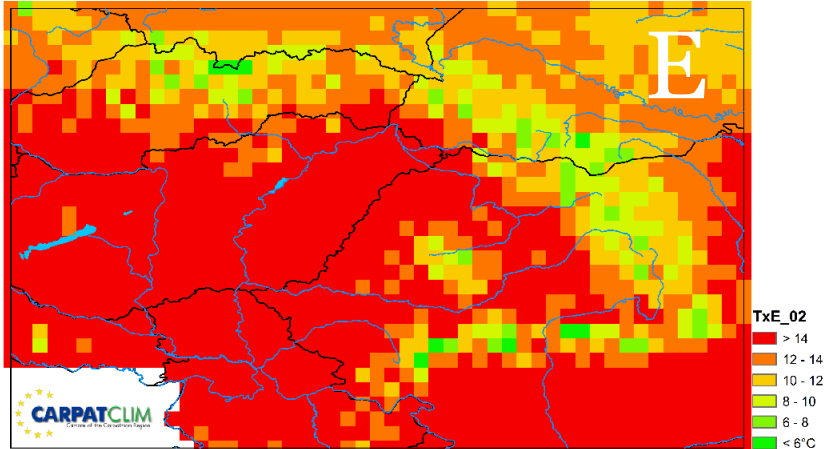 E
TxE_02
> 14
12 - 14
10 - 12
8 - 10
6 - 8
< 6°C
CARPATCLIM
Climate of the Carpathian Region